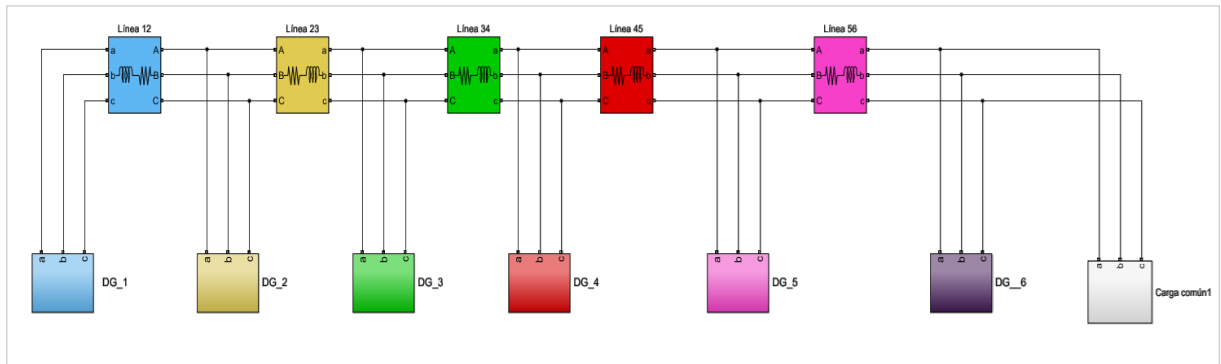 Línea 12
Línea 23
Línea 34
Línea 45
Línea 56
a A
b B
c C
A a
B b
C c
A a
B b
C c
A a
B b
C c
A a
B b
C c
a b c
a b c
a b c
a b c
a b c
a b c
a b c
DG_1
DG_2
DG_3
DG_4
DG_5
DG__6
Carga común1